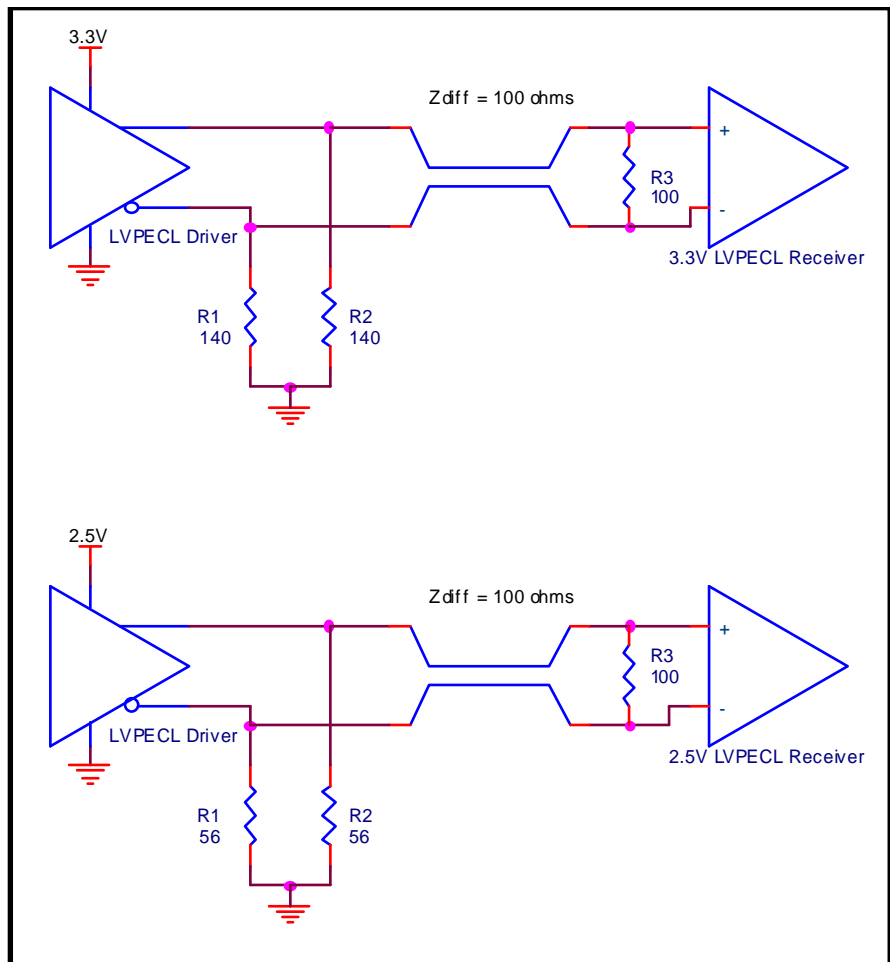 3.3V
Zdiff = 100 ohms
+
R3
100
-
LVPECL Driver
3.3V LVPECL Receiver
R1
140
R2
140
2.5V
Zdiff = 100 ohms
+
R3
100
-
LVPECL Driver
2.5V LVPECL Receiver
R1
56
R2
56